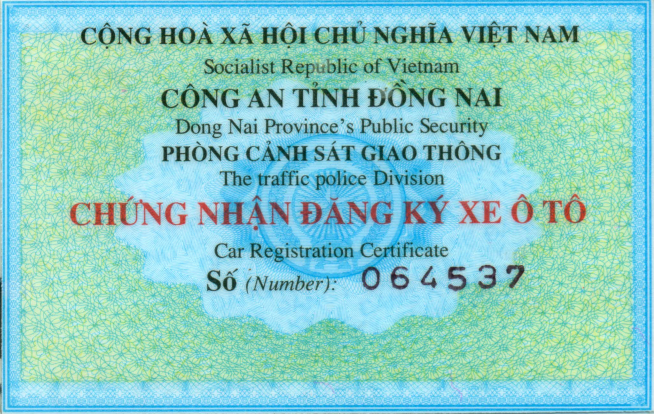 CỘNG HOÀ XÃ HỘI CHỦ NGHĨA VIỆT NAM
Socialist Republic of Vietnam
CÔNG AN TỈNH ĐỒNG NAI
Dong Nai Province's Public Security
PHÒNG CẢNH SÁT GIAO THÔNG
The traffic police Division
CHỨNG NHẬN ĐĂNG KÝ XE Ô TÔ
Car Registration Certificate
Số (Number): 064537